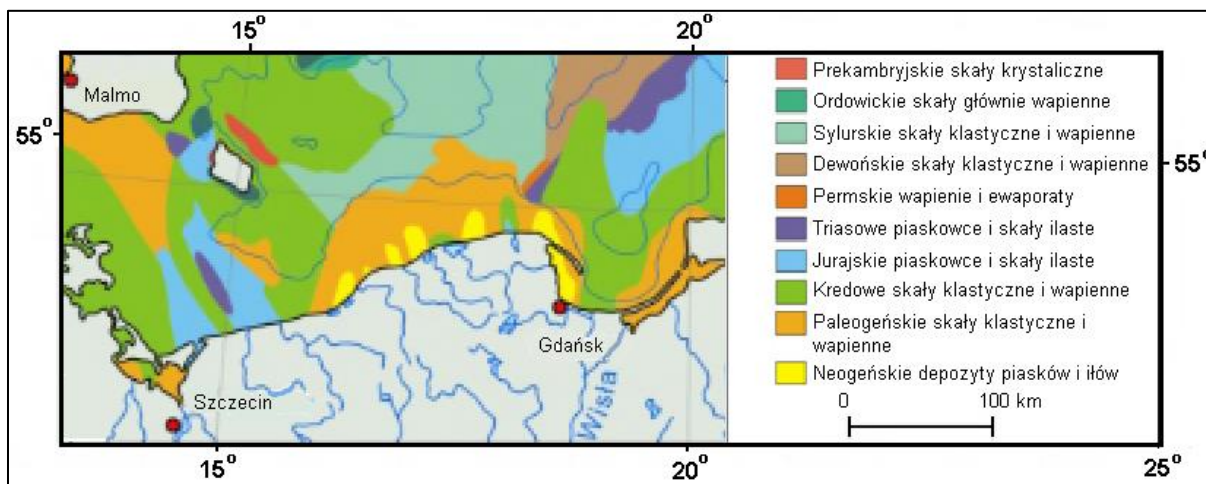 15°
20°
Malmo
55°
Prekambryjskie skały krystaliczne
Ordowickie skały głównie wapienne
Sylurskie skały klastyczne i wapienne
Dewońskie skały klastyczne i wapienne
Permskie wapienie i ewaporaty
Triasowe piaskowce i skały ilaste
Jurajskie piaskowce i skały ilaste
Kredowe skały klastyczne i wapienne
Paleogeńskie skały klastyczne i
wapienne
Neogeńskie depozyty piasków i iłów
0 100 km
55°
Gdańsk
Szczecin
Wisła
15°
20°
25°